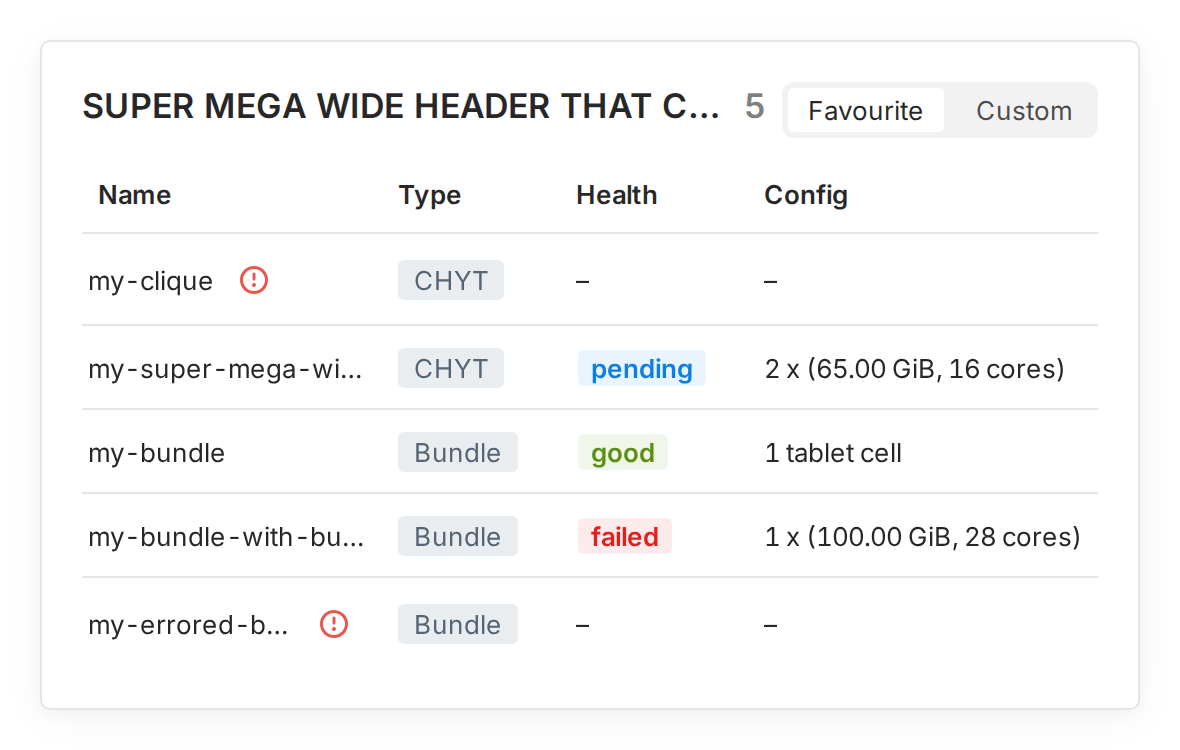 SUPER MEGA WIDE HEADER THAT C... 5 Favourite Custom
Name Type Health Config
my-clique CHYT – –
my-super-mega-wi... CHYT pending 2 x (65.00 GiB, 16 cores)
my-bundle Bundle good 1 tablet cell
my-bundle-with-bu... Bundle failed 1 x (100.00 GiB, 28 cores)
my-errored-b... Bundle – –